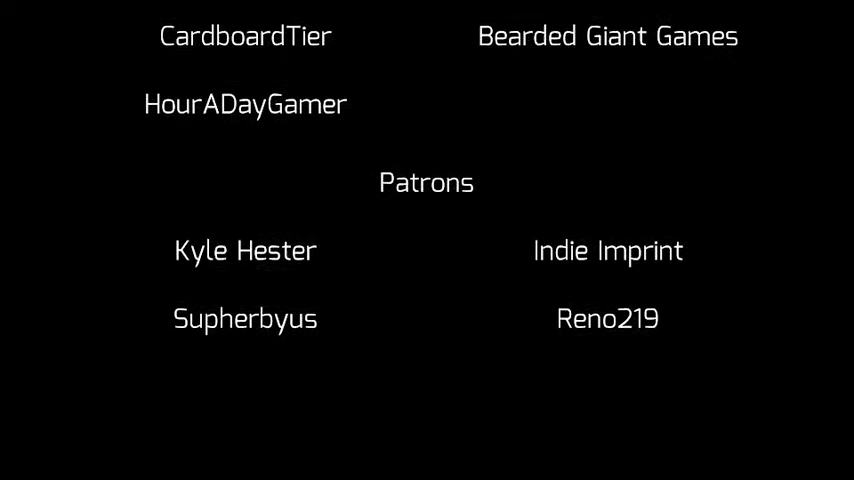 CardboardTier
Bearded Giant Games
HourADayGamer
Patrons
Kyle Hester
Indie Imprint
Supherbyus
Reno219